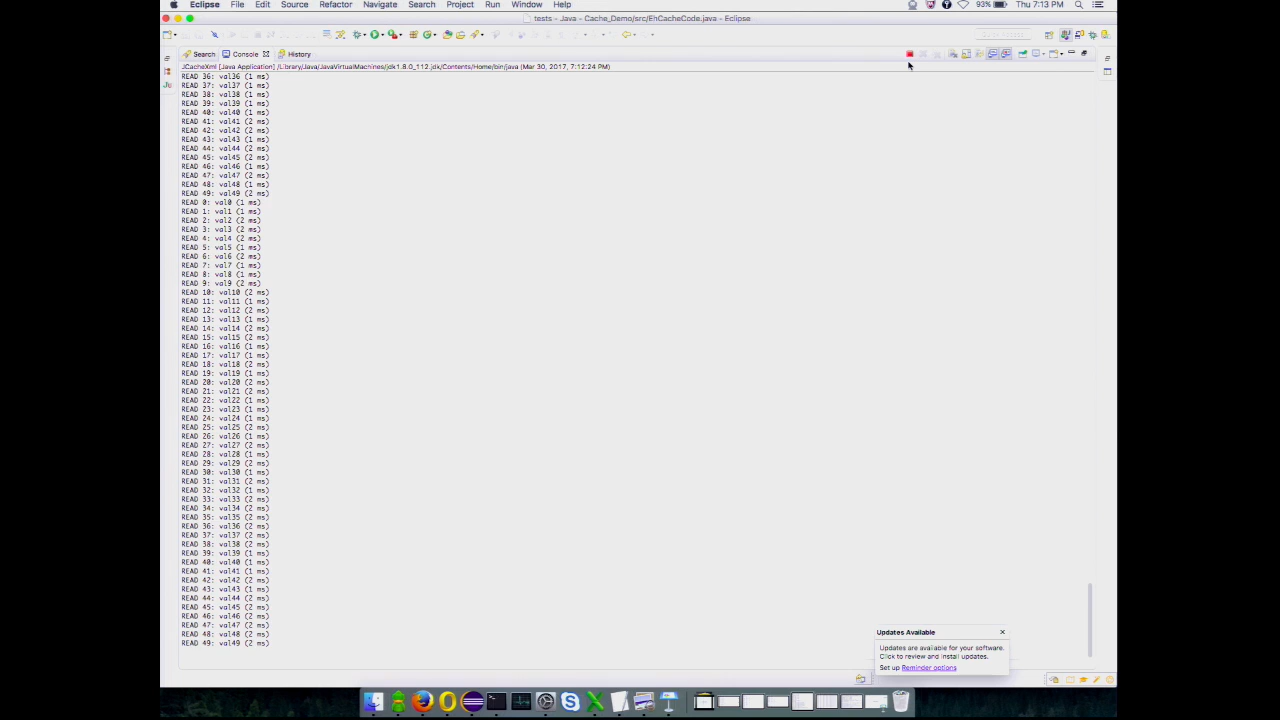 Eclipse File Edit Source Refactor Navigate Search Project Run Window Help 93% Thu 7:13 PM
tests - Java - Cache_Demo/src/EhCacheCode.java - Eclipse
Search Console History
JCacheXml [Java Application] /Library/Java/JavaVirtualMachines/jdk1.8.0_112.jdk/Contents/Home/bin/java (Mar 30, 2017, 7:12:24 PM)
READ 36: val36 (1 ms)
READ 37: val37 (1 ms)
READ 38: val38 (1 ms)
READ 39: val39 (1 ms)
READ 40: val40 (1 ms)
READ 41: val41 (2 ms)
READ 42: val42 (2 ms)
READ 43: val43 (1 ms)
READ 44: val44 (2 ms)
READ 45: val45 (2 ms)
READ 46: val46 (1 ms)
READ 47: val47 (2 ms)
READ 48: val48 (1 ms)
READ 49: val49 (2 ms)
READ 0: val0 (1 ms)
READ 1: val1 (1 ms)
READ 2: val2 (2 ms)
READ 3: val3 (2 ms)
READ 4: val4 (2 ms)
READ 5: val5 (1 ms)
READ 6: val6 (2 ms)
READ 7: val7 (1 ms)
READ 8: val8 (1 ms)
READ 9: val9 (2 ms)
READ 10: val10 (2 ms)
READ 11: val11 (1 ms)
READ 12: val12 (2 ms)
READ 13: val13 (1 ms)
READ 14: val14 (2 ms)
READ 15: val15 (2 ms)
READ 16: val16 (1 ms)
READ 17: val17 (1 ms)
READ 18: val18 (2 ms)
READ 19: val19 (1 ms)
READ 20: val20 (2 ms)
READ 21: val21 (2 ms)
READ 22: val22 (1 ms)
READ 23: val23 (2 ms)
READ 24: val24 (1 ms)
READ 25: val25 (2 ms)
READ 26: val26 (1 ms)
READ 27: val27 (2 ms)
READ 28: val28 (1 ms)
READ 29: val29 (2 ms)
READ 30: val30 (1 ms)
READ 31: val31 (2 ms)
READ 32: val32 (1 ms)
READ 33: val33 (2 ms)
READ 34: val34 (2 ms)
READ 35: val35 (2 ms)
READ 36: val36 (2 ms)
READ 37: val37 (2 ms)
READ 38: val38 (2 ms)
READ 39: val39 (1 ms)
READ 40: val40 (1 ms)
READ 41: val41 (1 ms)
READ 42: val42 (2 ms)
READ 43: val43 (1 ms)
READ 44: val44 (2 ms)
READ 45: val45 (2 ms)
READ 46: val46 (2 ms)
READ 47: val47 (2 ms)
READ 48: val48 (2 ms)
READ 49: val49 (2 ms)
Updates Available
Updates are available for your software.
Click to review and install updates.
Set up Reminder options